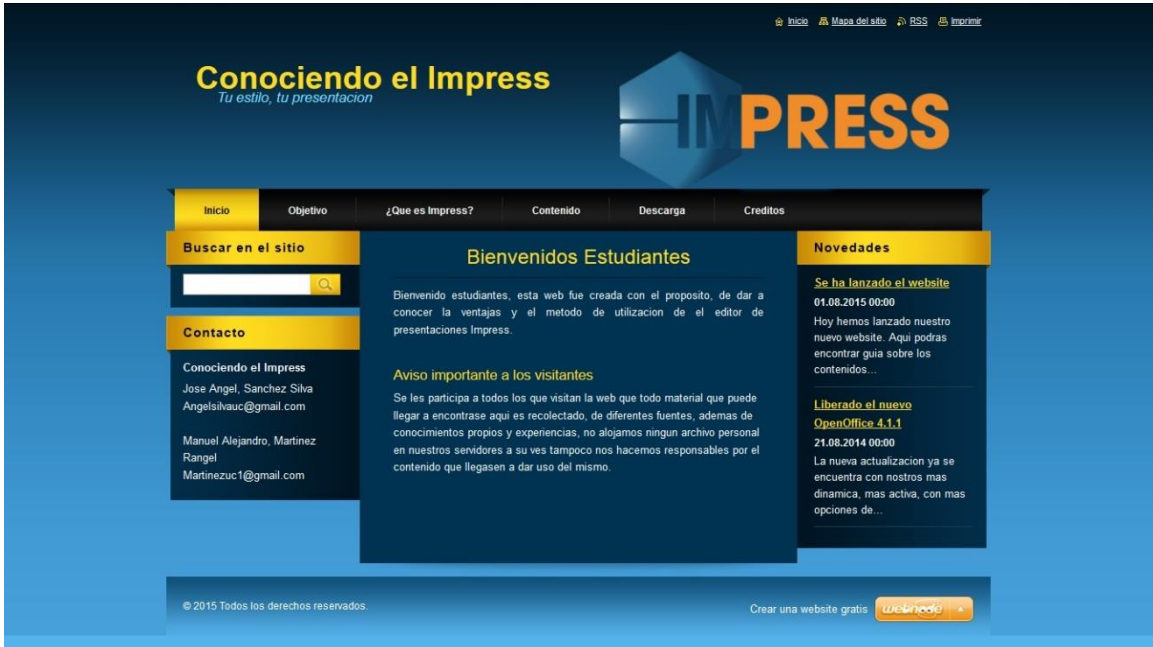 Inicio Mapa del sitio RSS Imprimir
Conociendo el Impress
Tu estilo, tu presentacion
IMPRESS
Inicio Objetivo ¿Que es Impress? Contenido Descarga Creditos
Buscar en el sitio
Contacto
Conociendo el Impress
Jose Angel, Sanchez Silva
Angelsilvauc@gmail.com
Manuel Alejandro, Martinez
Rangel
Martinezuc1@gmail.com
Bienvenidos Estudiantes
Bienvenido estudiantes, esta web fue creada con el proposito, de dar a
conocer la ventajas y el metodo de utilizacion de el editor de
presentaciones Impress.
Aviso importante a los visitantes
Se les participa a todos los que visitan la web que todo material que puede
llegar a encontrase aqui es recolectado, de diferentes fuentes, ademas de
conocimientos propios y experiencias, no alojamos ningun archivo personal
en nuestros servidores a su ves tampoco nos hacemos responsables por el
contenido que llegasen a dar uso del mismo.
Novedades
Se ha lanzado el website
01.08.2015 00:00
Hoy hemos lanzado nuestro
nuevo website. Aqui podras
encontrar guia sobre los
contenidos...
Liberado el nuevo
OpenOffice 4.1.1
21.08.2014 00:00
La nueva actualizacion ya se
encuentra con nostros mas
dinamica, mas activa, con mas
opciones de...
© 2015 Todos los derechos reservados.
Crear una website gratis webnode